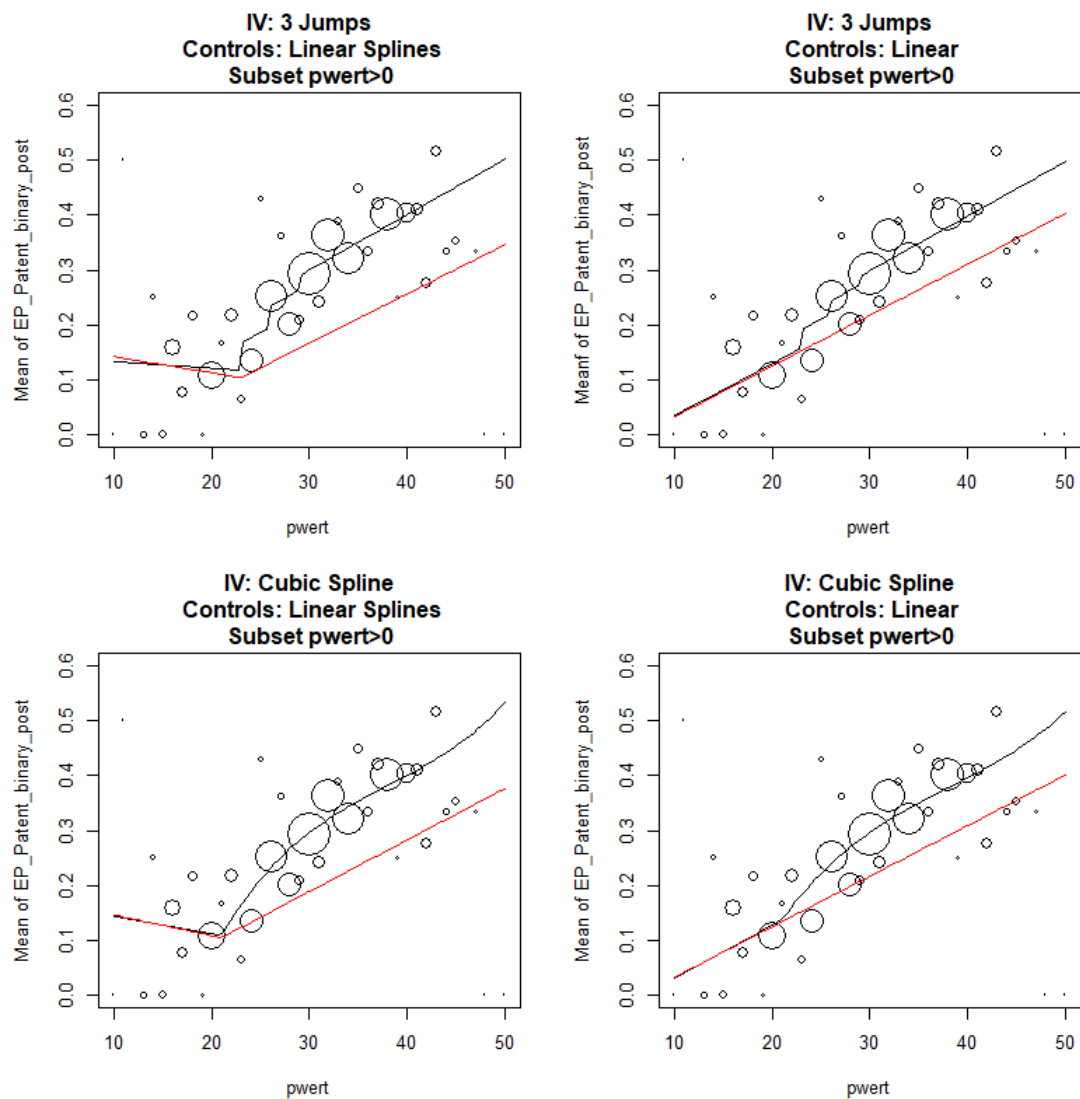 IV: 3 Jumps
Controls: Linear Splines
Subset pwert>0
Mean of EP_Patent_binary_post
0.0 0.1 0.2 0.3 0.4 0.5 0.6
10 20 30 40 50
pwert
IV: 3 Jumps
Controls: Linear
Subset pwert>0
Meanf of EP_Patent_binary_post
0.0 0.1 0.2 0.3 0.4 0.5 0.6
10 20 30 40 50
pwert
IV: Cubic Spline
Controls: Linear Splines
Subset pwert>0
Mean of EP_Patent_binary_post
0.0 0.1 0.2 0.3 0.4 0.5 0.6
10 20 30 40 50
pwert
IV: Cubic Spline
Controls: Linear
Subset pwert>0
Mean of EP_Patent_binary_post
0.0 0.1 0.2 0.3 0.4 0.5 0.6
10 20 30 40 50
pwert